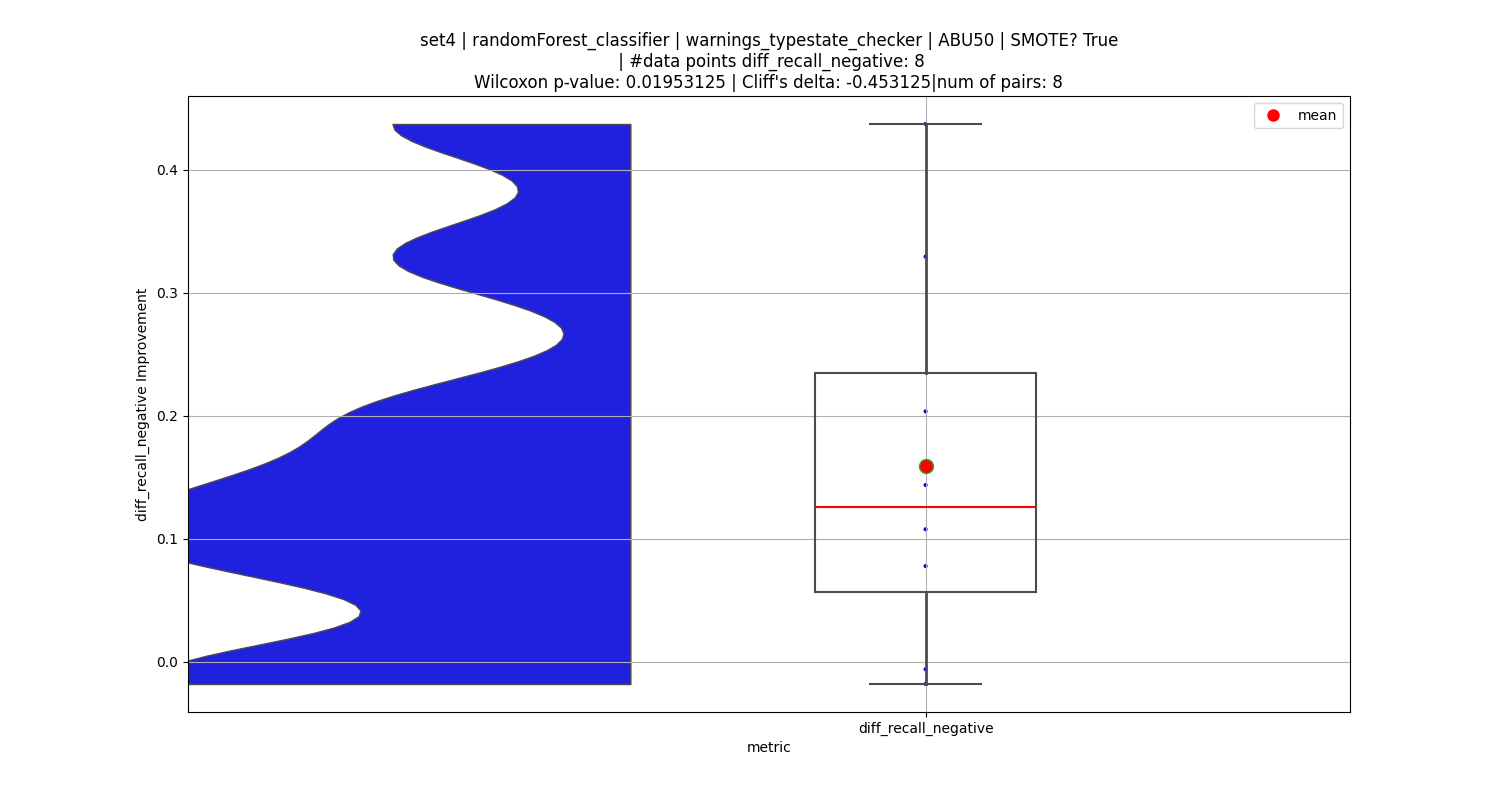 set4 | randomForest_classifier | warnings_typestate_checker | ABU50 | SMOTE? True
| #data points diff_recall_negative: 8
Wilcoxon p-value: 0.01953125 | Cliff's delta: -0.453125|num of pairs: 8
mean
0.4
0.3
0.2
0.1
0.0
diff_recall_negative Improvement
diff_recall_negative
metric